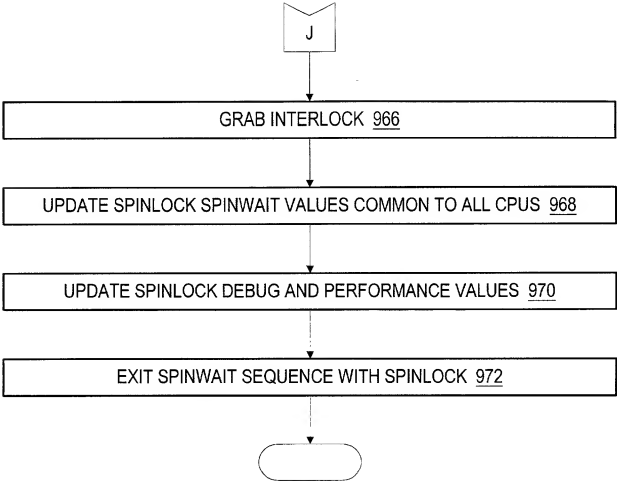 J
GRAB INTERLOCK 966
UPDATE SPINLOCK SPINWAIT VALUES COMMON TO ALL CPUS 968
UPDATE SPINLOCK DEBUG AND PERFORMANCE VALUES 970
EXIT SPINWAIT SEQUENCE WITH SPINLOCK 972